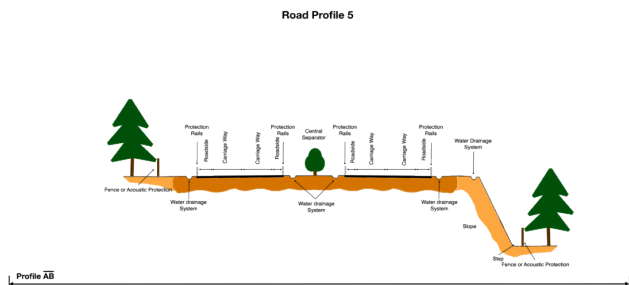 Road Profile 5
Protection
Rails
Protection
Rails
Central
Separator
Protection
Rails
Protection
Rails
Roadside
Carriage Way
Carriage Way
Roadside
Roadside
Carriage Way
Carriage Way
Roadside
Water Drainage
System
Fence or Acoustic Protection
Water drainage
System
Water drainage
System
Water drainage
System
Slope
Step
Fence or Acoustic Protection
Profile AB